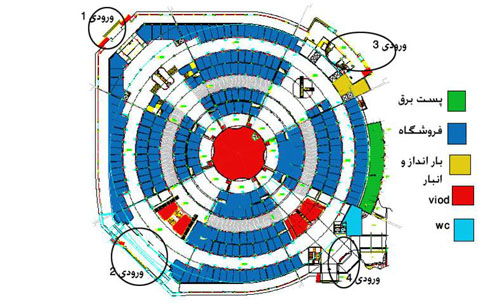 ورودی 1
ورودی 3
پست برق
فروشگاه
بار انداز و
انبار
viod
wc
ورودی 2
ورودی 4